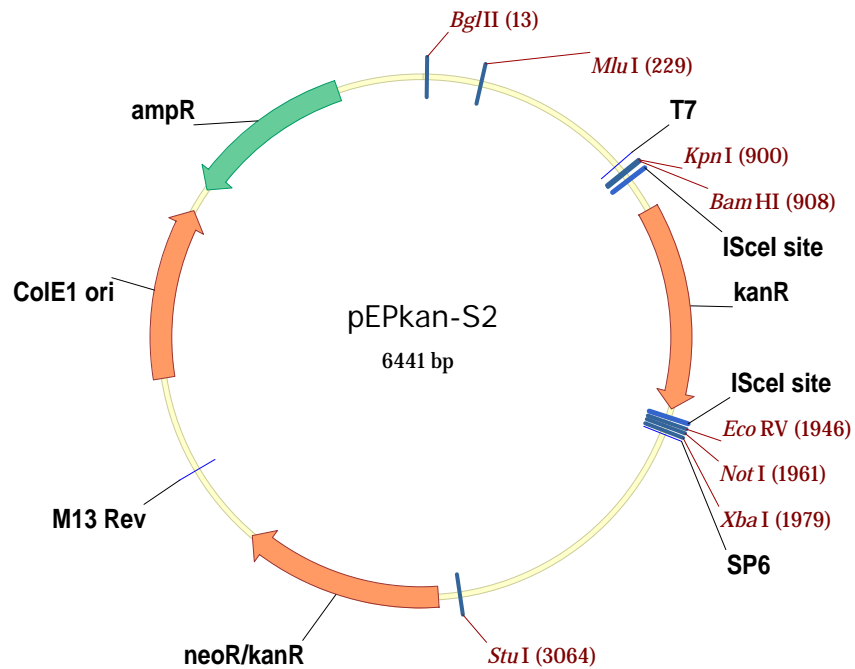 BglII (13)
MluI (229)
T7
KpnI (900)
BamHI (908)
ISceI site
kanR
ISceI site
EcoRV (1946)
NotI (1961)
XbaI (1979)
SP6
StuI (3064)
neoR/kanR
M13 Rev
ColE1 ori
ampR
pEPkan-S2
6441 bp